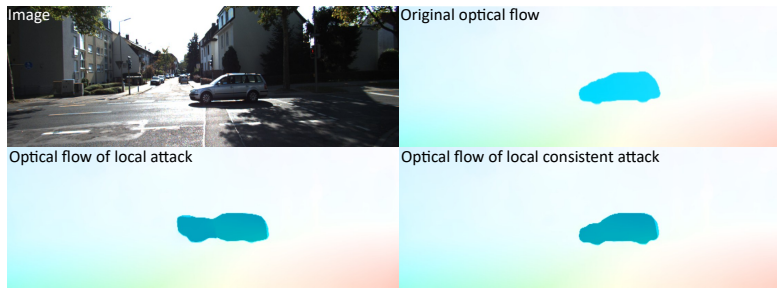 Image
Original optical flow
Optical flow of local attack
Optical flow of local consistent attack